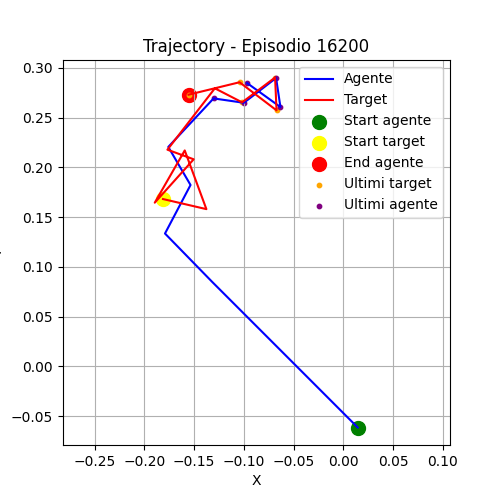 Trajectory - Episodio 16200
Agente
Target
Start agente
Start target
End agente
Ultimi target
Ultimi agente
0.30
0.25
0.20
0.15
0.10
0.05
0.00
−0.05
−0.25 −0.20 −0.15 −0.10 −0.05 0.00 0.05 0.10
X